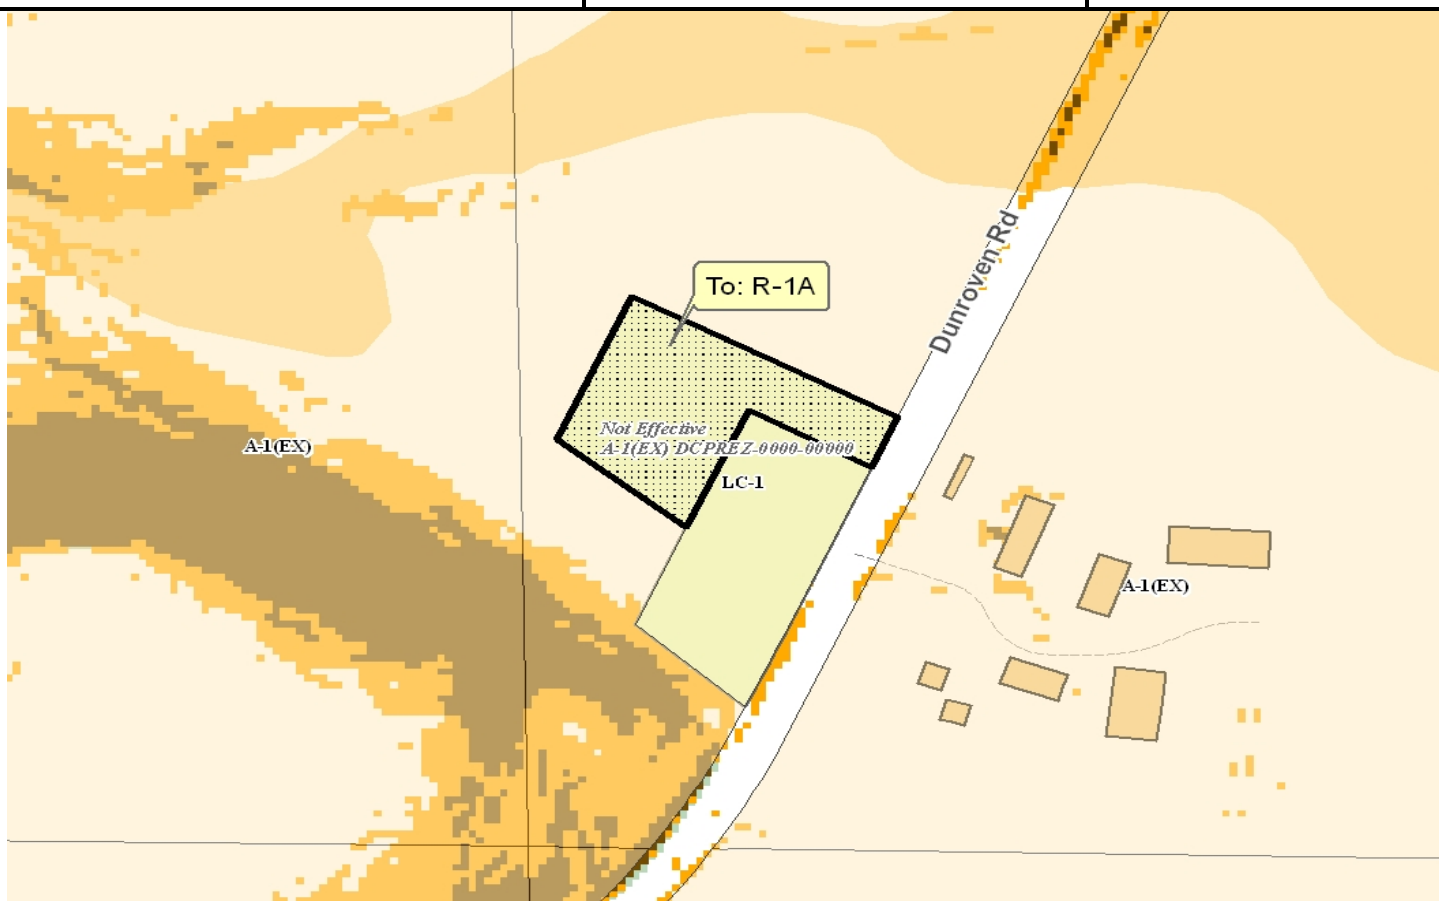 Dunroven Rd
To: R-1A
Not Effective
A-1(EX) DCPREZ-0000-00000
A-1(EX)
LC-1
A-1(EX)